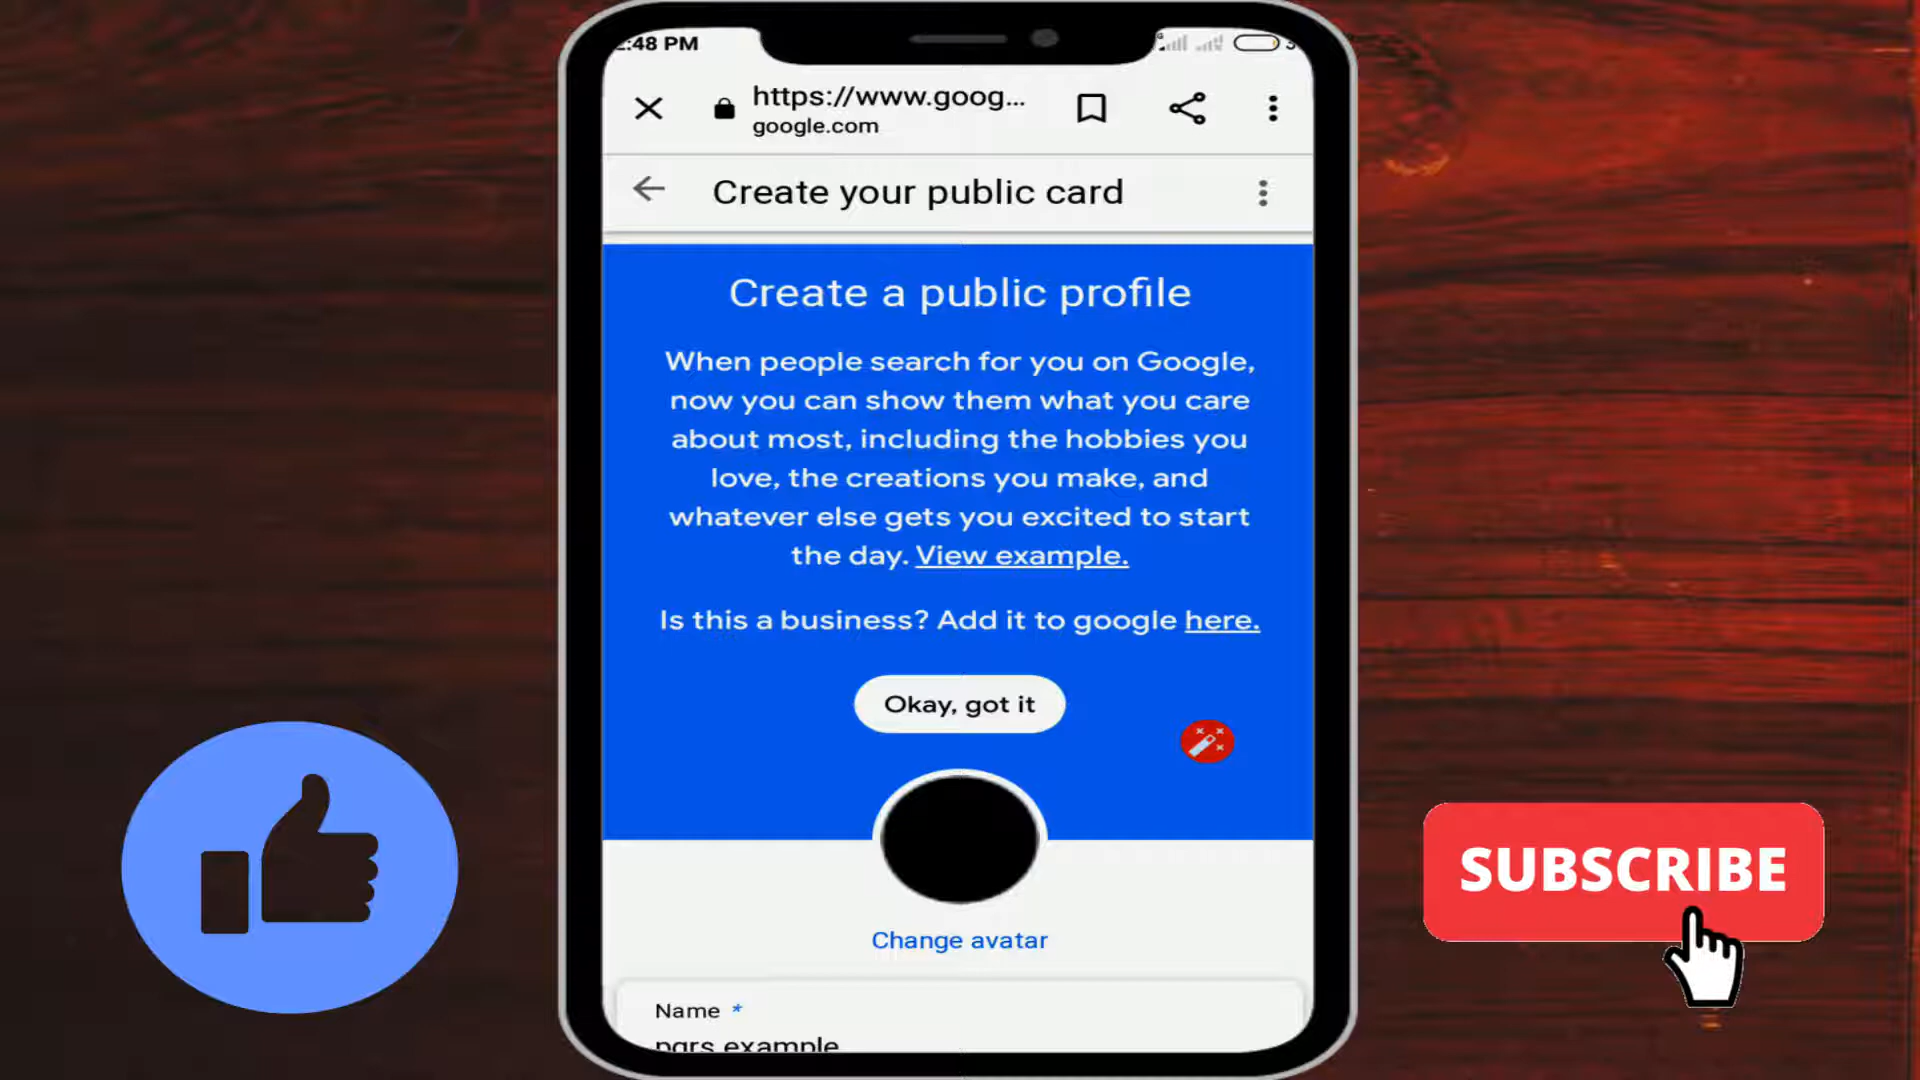 :48 PM
https://www.goog...
google.com
Create your public card
Create a public profile
When people search for you on Google,
now you can show them what you care
about most, including the hobbies you
love, the creations you make, and
whatever else gets you excited to start
the day. View example.
Is this a business? Add it to google here.
Okay, got it
Change avatar
SUBSCRIBE
Name *
pqrs example